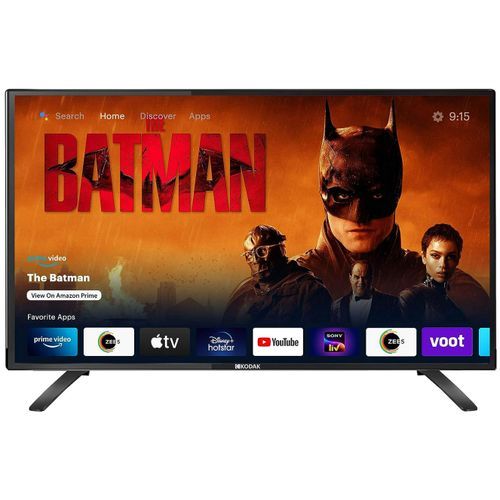 Search Home Discover Apps
9:15
THE
BATMAN
prime video
The Batman
View On Amazon Prime
Favorite Apps
prime video
ZEE5
tv
Disney+
hotstar
YouTube
SONY
liv
ZEE5
voot
KODAK